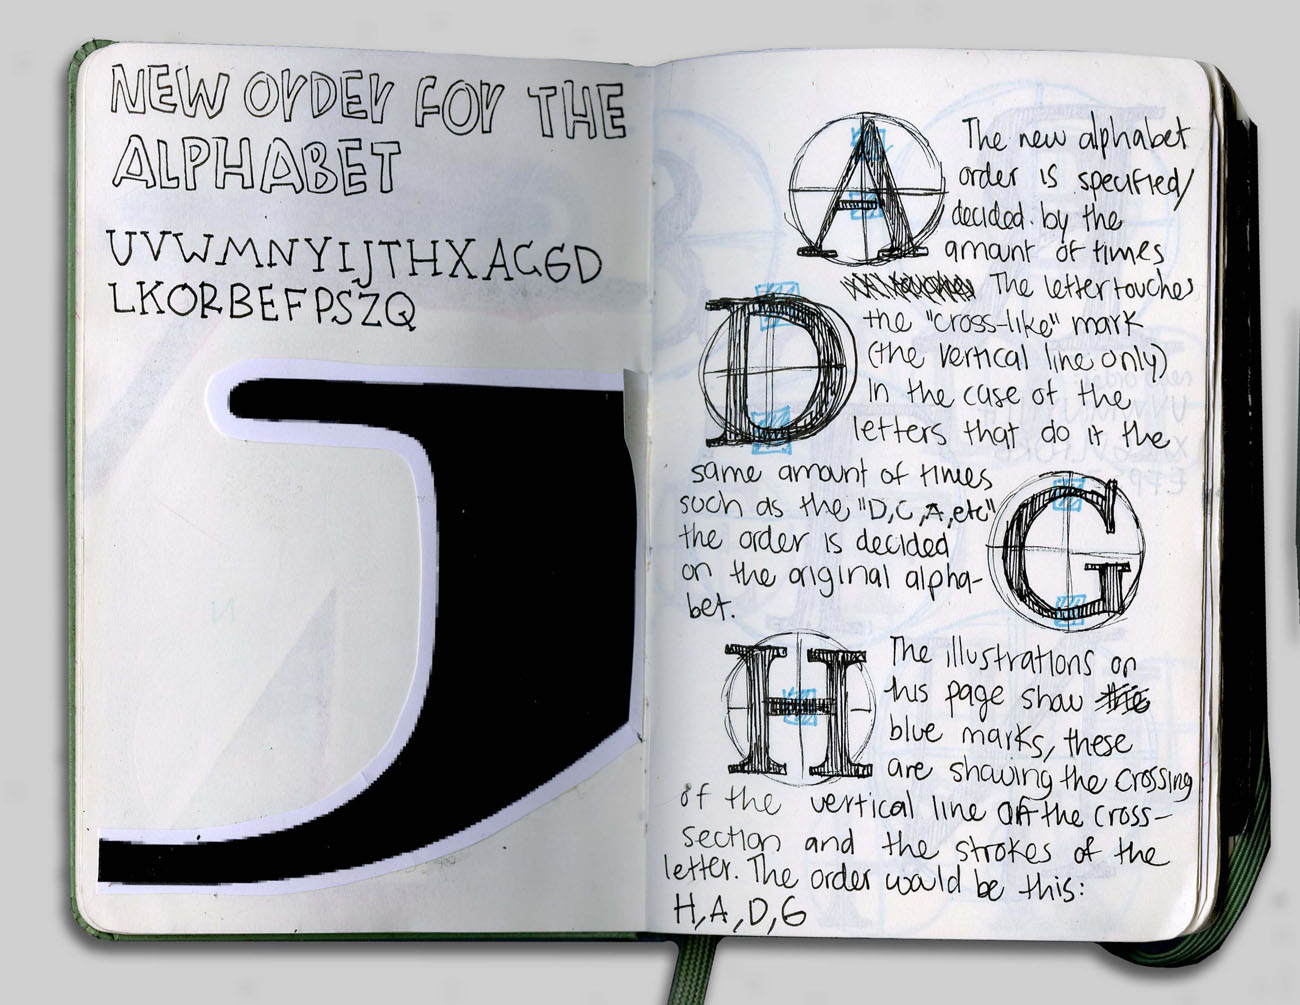 NEW OrDEr FOr THE
ALPHABET
UVWMNYIJTHXACGD
LKORBEFPSZQ
The new alphabet
order is specified/
decided by the
amount of times
The letter touches
the "cross-like" mark
(the vertical line only)
In the case of the
letters that do it the
same amount of times
such as the "D,C,A,etc"
the order is decided
on the original alpha-
bet.
The illustrations on
this page show
blue marks, these
are showing the crossing
of the vertical line on the cross-
section and the strokes of the
letter. The order would be this:
H,A,D,G
A
D
G
H